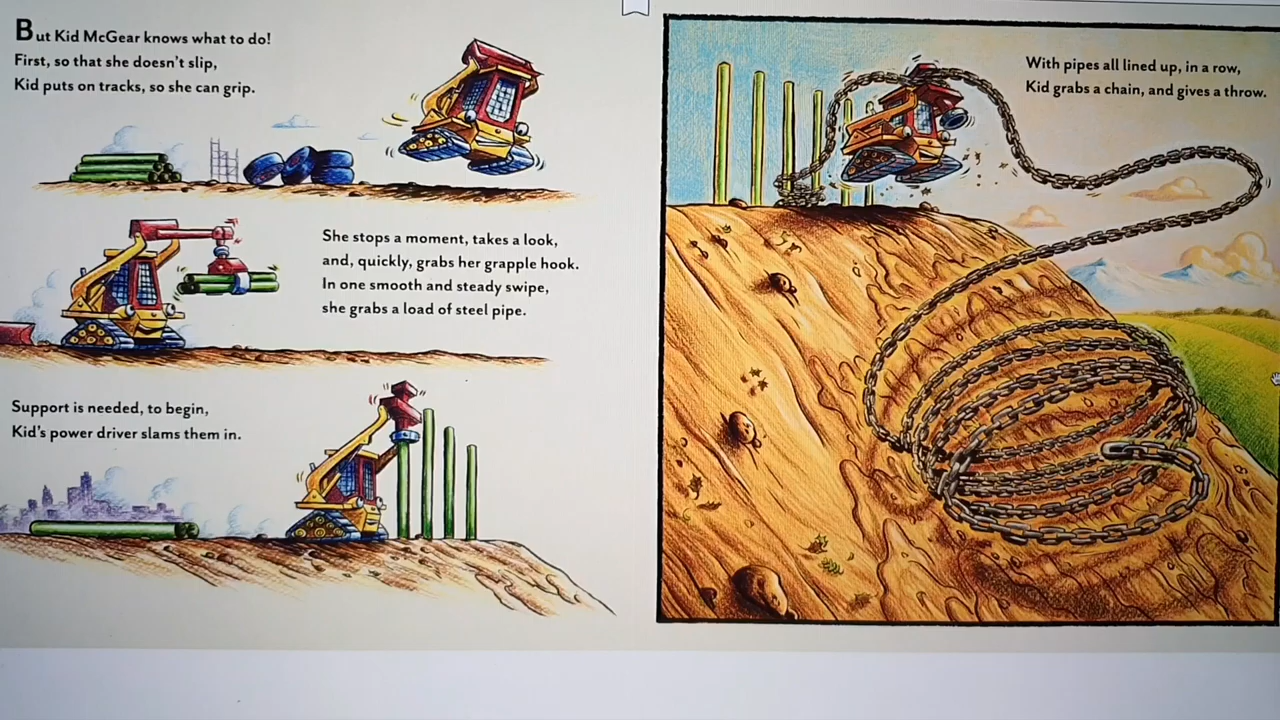 But Kid McGear knows what to do!
First, so that she doesn't slip,
Kid puts on tracks, so she can grip.
She stops a moment, takes a look,
and, quickly, grabs her grapple hook.
In one smooth and steady swipe,
she grabs a load of steel pipe.
Support is needed, to begin,
Kid's power driver slams them in.
With pipes all lined up, in a row,
Kid grabs a chain, and gives a throw.